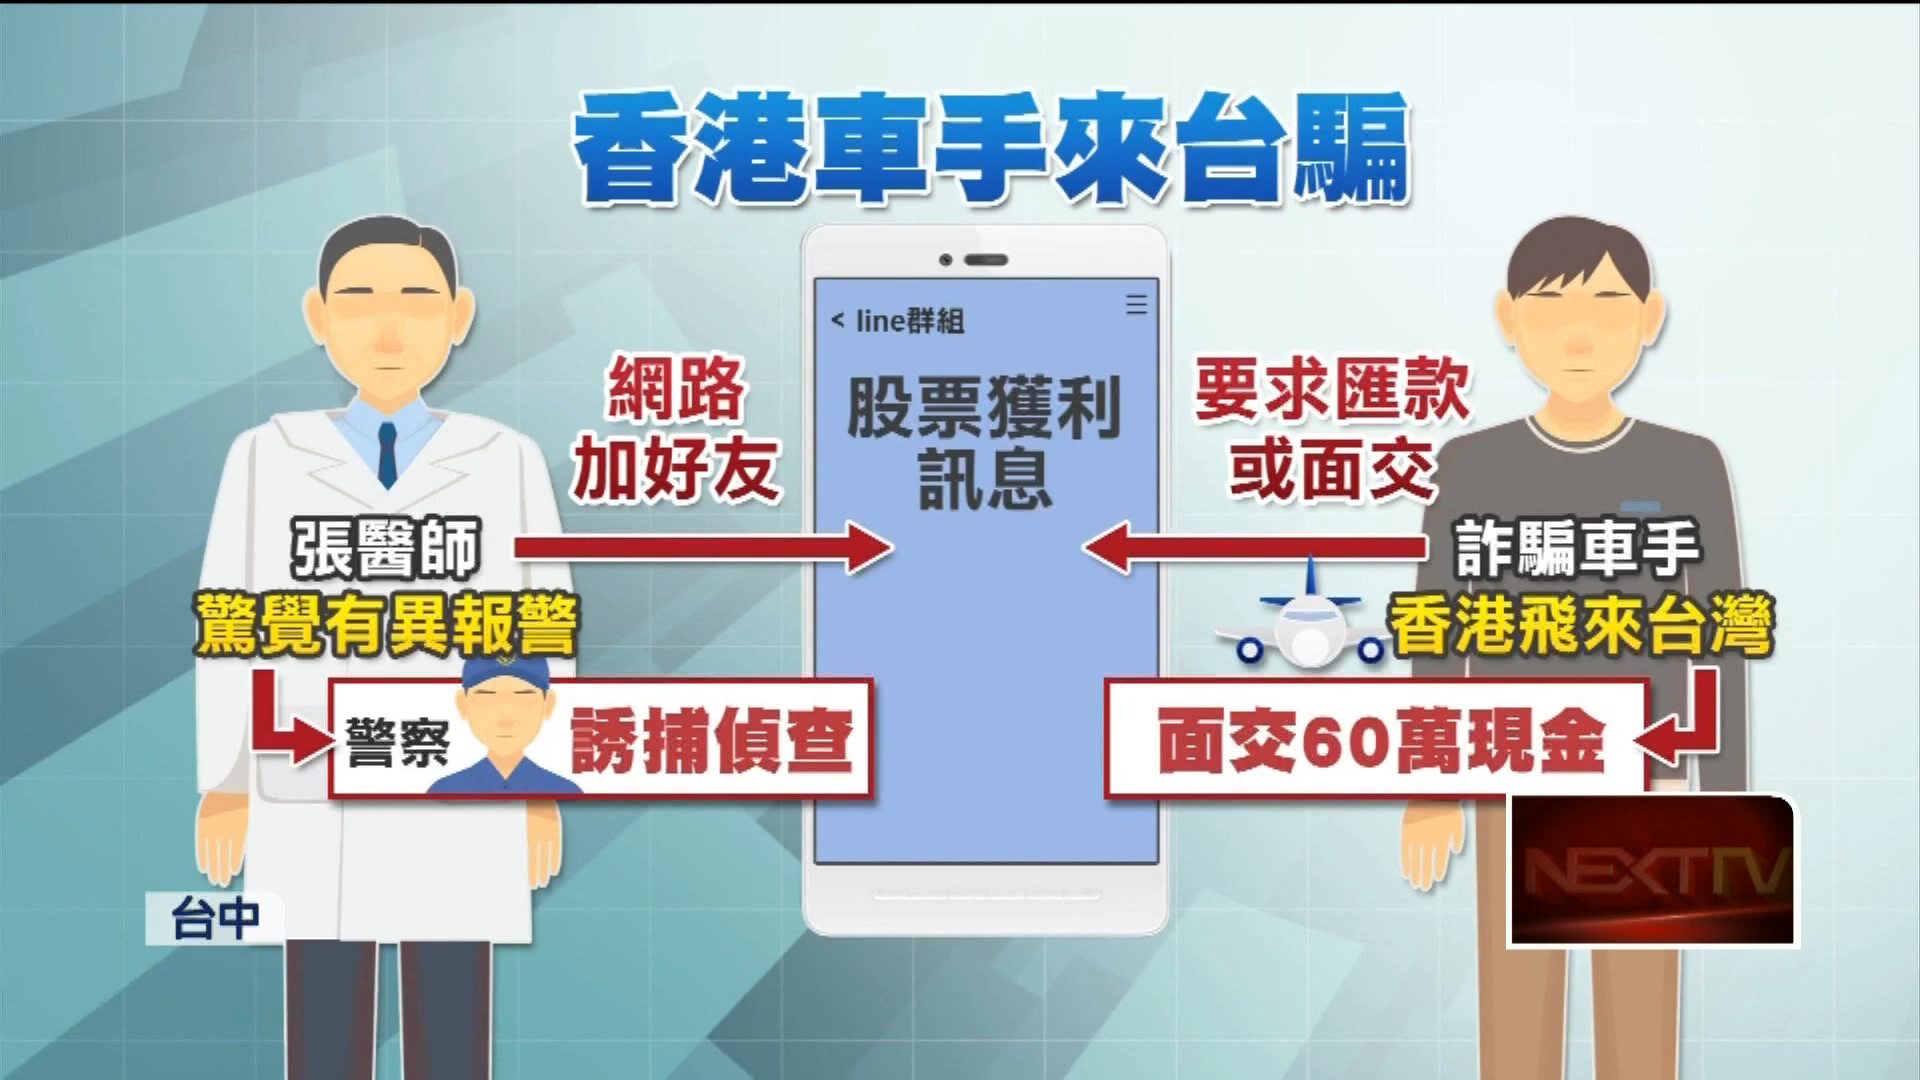 香港車手來台騙
< line群組
股票獲利
訊息
網路
加好友
要求匯款
或面交
張醫師
驚覺有異報警
詐騙車手
香港飛來台灣
警察
誘捕偵查
面交60萬現金
台中
NEXTTV